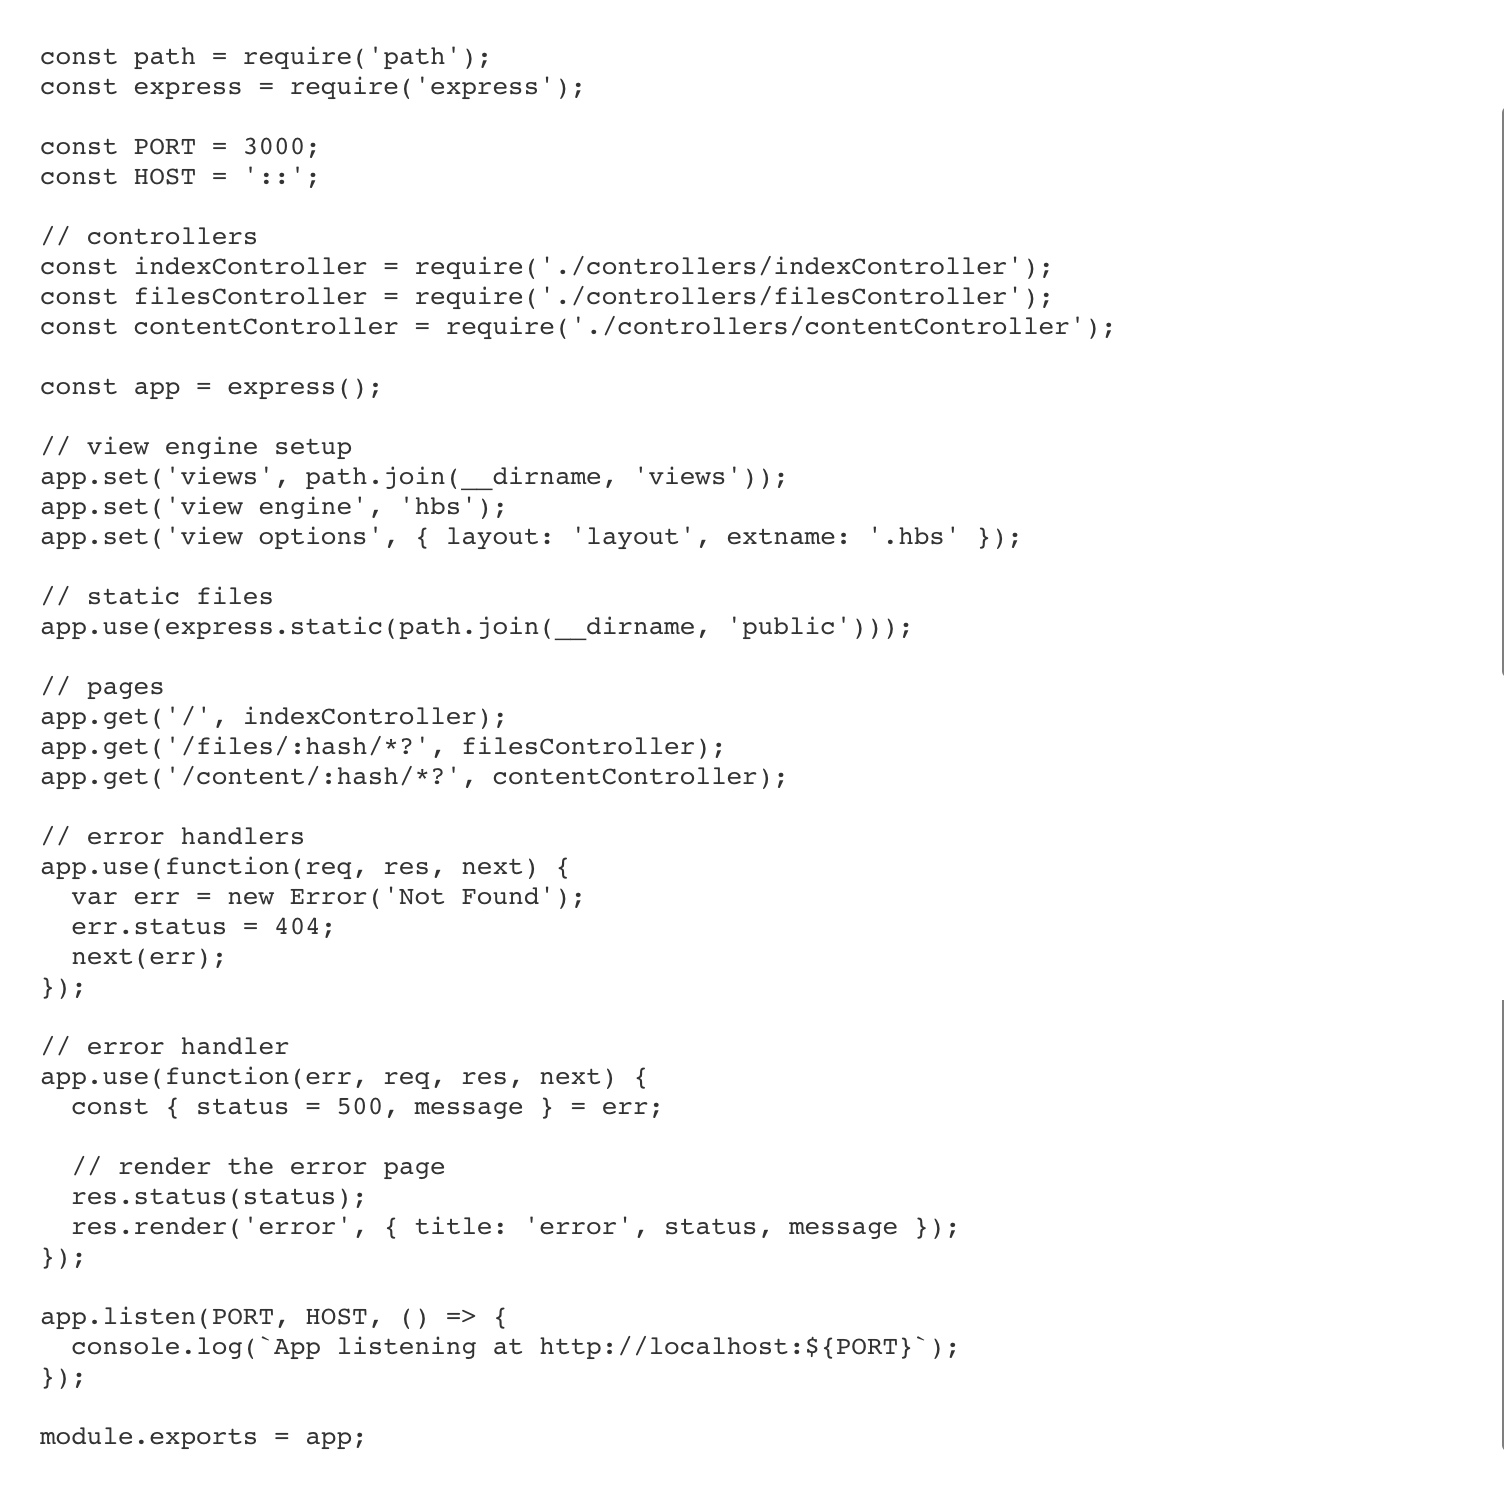 const path = require('path');
const express = require('express');

const PORT = 3000;
const HOST = '::';

// controllers
const indexController = require('./controllers/indexController');
const filesController = require('./controllers/filesController');
const contentController = require('./controllers/contentController');

const app = express();

// view engine setup
app.set('views', path.join(__dirname, 'views'));
app.set('view engine', 'hbs');
app.set('view options', { layout: 'layout', extname: '.hbs' });

// static files
app.use(express.static(path.join(__dirname, 'public')));

// pages
app.get('/', indexController);
app.get('/files/:hash/*?', filesController);
app.get('/content/:hash/*?', contentController);

// error handlers
app.use(function(req, res, next) {
  var err = new Error('Not Found');
  err.status = 404;
  next(err);
});

// error handler
app.use(function(err, req, res, next) {
  const { status = 500, message } = err;

  // render the error page
  res.status(status);
  res.render('error', { title: 'error', status, message });
});

app.listen(PORT, HOST, () => {
  console.log(`App listening at http://localhost:${PORT}`);
});

module.exports = app;